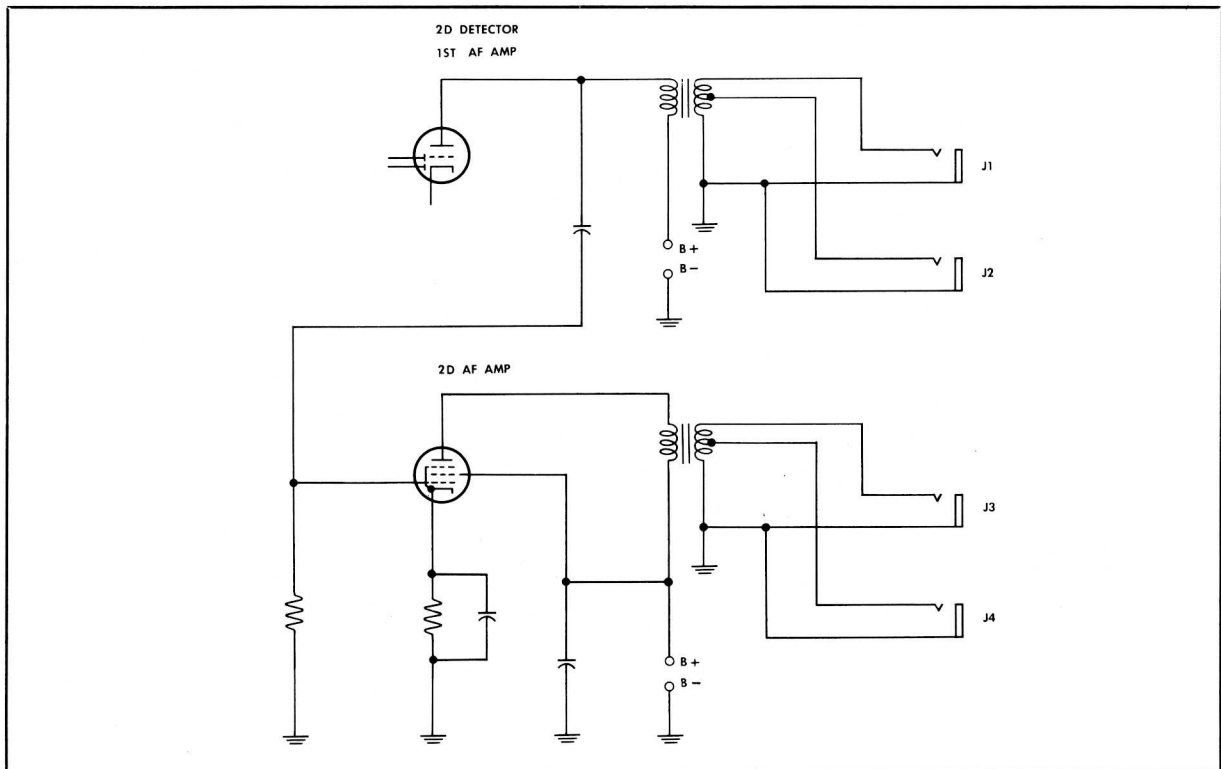 2D DETECTOR
1ST AF AMP
J1
B+
B-
J2
2D AF AMP
J3
J4
B+
B-